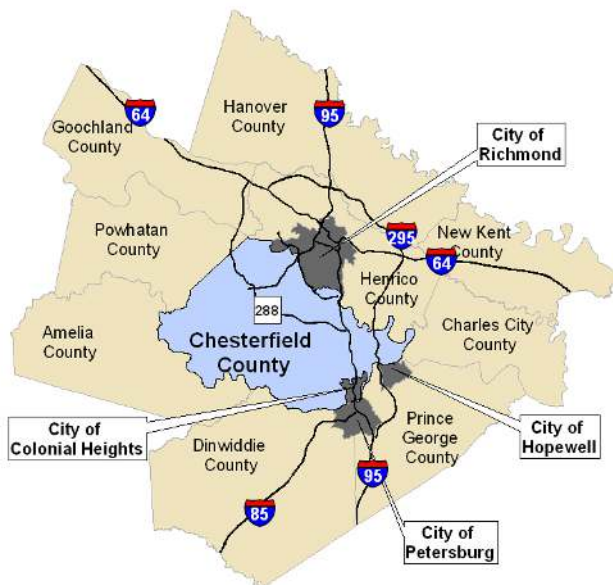 Hanover
County
64
95
Goochland
County
City of
Richmond
Powhatan
County
295
New Kent
County
64
Henrico
County
288
Chesterfield
County
Charles City
County
Amelia
County
City of
Colonial Heights
Dinwiddie
County
Prince
George
County
City of
Hopewell
95
85
City of
Petersburg